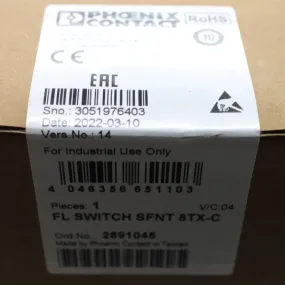 PHOENIX
CONTACT
RoHS
10
EAC
Sno.: 3051976403
Date: 2022-03-10
Vers No.: 14
For Industrial Use Only
4 046356 651103
Pieces: 1
V/C:04
FL SWITCH SFNT 8TX-C
Ord.No.: 2891045
Made by Phoenix Contact in Taiwan